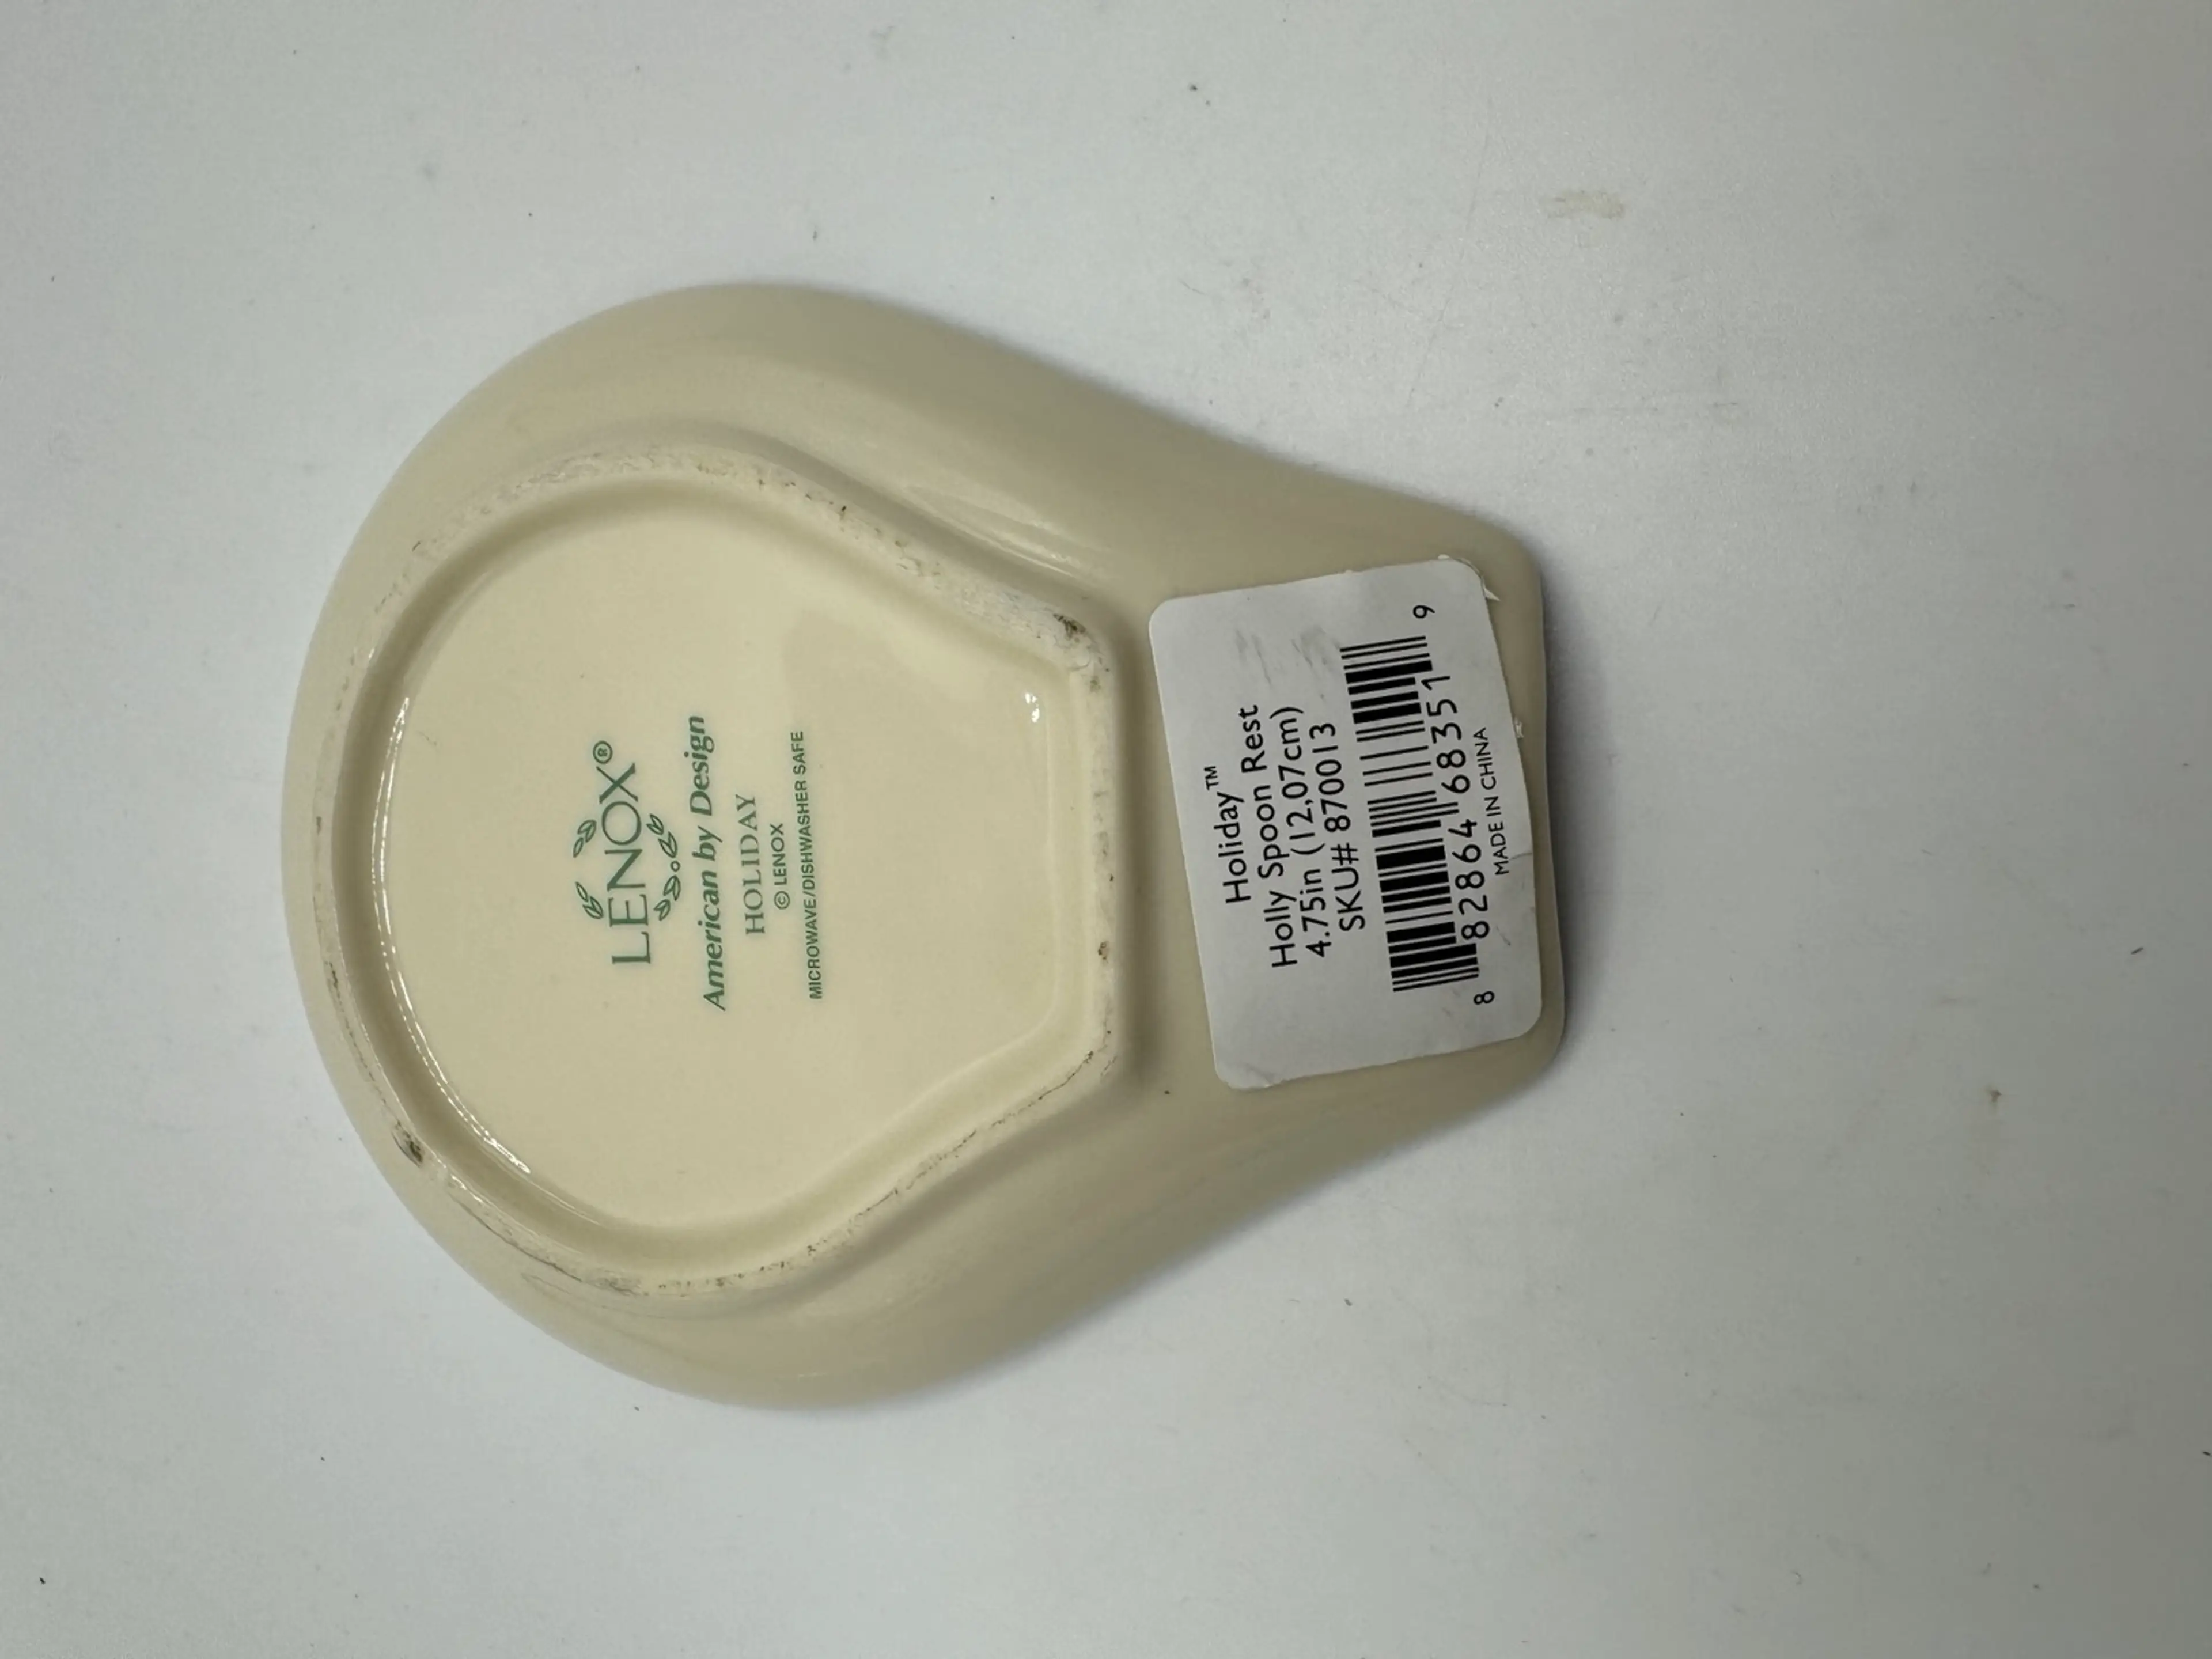 LENOX®
American by Design
HOLIDAY
© LENOX
MICROWAVE/DISHWASHER SAFE
Holiday™
Holly Spoon Rest
4.75in (12,07cm)
SKU# 870013
8 82864 68351 9
MADE IN CHINA